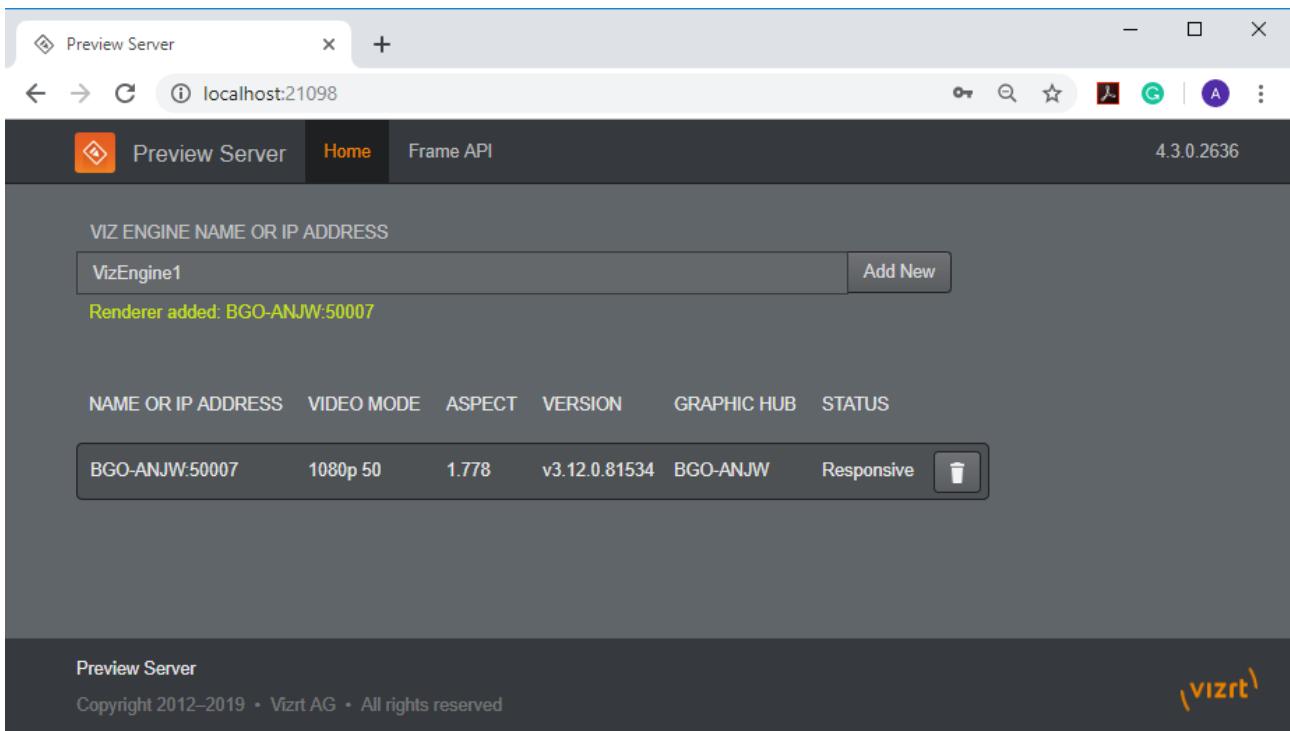 Preview Server
localhost:21098
A
Preview Server Home Frame API 4.3.0.2636
VIZ ENGINE NAME OR IP ADDRESS
VizEngine1 Add New
Renderer added: BGO-ANJW:50007
NAME OR IP ADDRESS VIDEO MODE ASPECT VERSION GRAPHIC HUB STATUS
BGO-ANJW:50007 1080p 50 1.778 v3.12.0.81534 BGO-ANJW Responsive
Preview Server
Copyright 2012–2019 • Vizrt AG • All rights reserved
vizrt